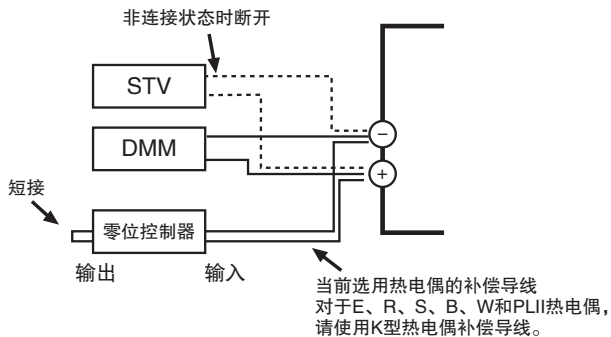 非连接状态时断开
STV
−
DMM
+
短接
零位控制器
输出
输入
当前选用热电偶的补偿导线
对于E、R、S、B、W和PLII热电偶，
请使用K型热电偶补偿导线。